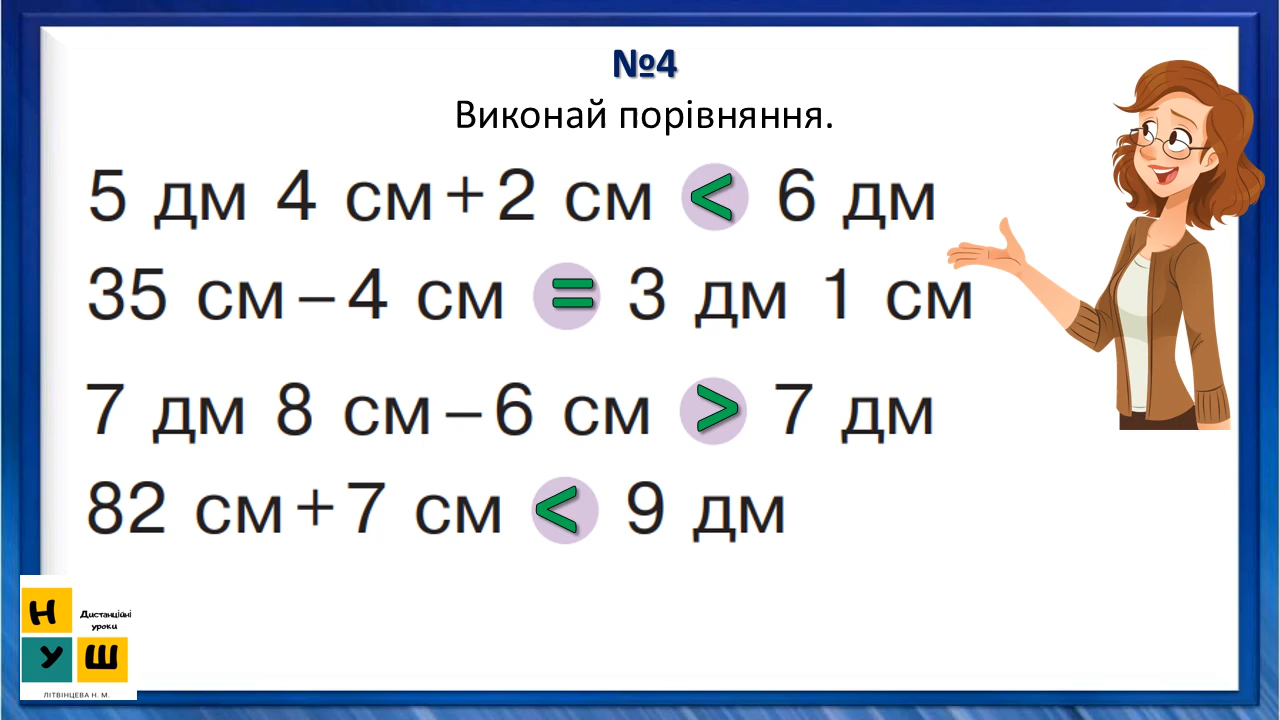 №4
Виконай порівняння.
5 дм 4 см + 2 см < 6 дм
35 см – 4 см = 3 дм 1 см
7 дм 8 см – 6 см > 7 дм
82 см + 7 см < 9 дм
Н
Дистанційні
уроки
У Ш
ЛІТВІНЦЕВА Н. М.